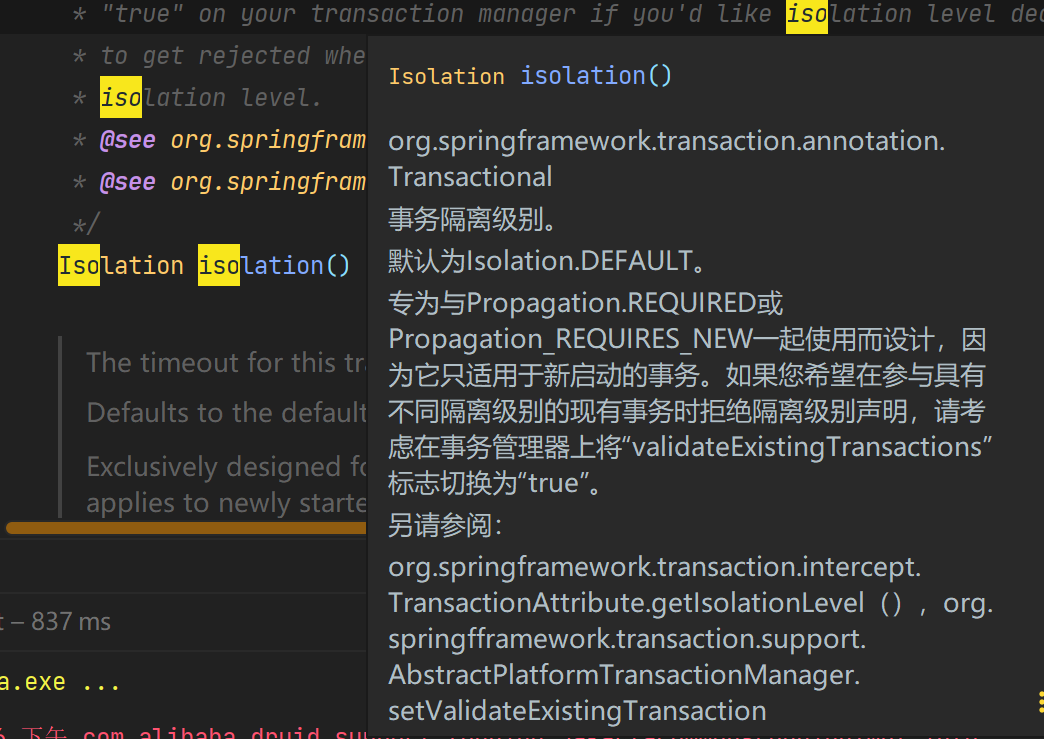 * "true" on your transaction manager if you'd like isolation level
* to get rejected
* isolation level.
* @see
* @see
*/
Isolation isolation()
The timeout for this
Defaults to the default
Exclusively designed
applies to newly
– 837 ms
a.exe ...
下午 com.alibaba.druid
Isolation isolation()
org.springframework.transaction.annotation.
Transactional
事务隔离级别。
默认为Isolation.DEFAULT。
专为与Propagation.REQUIRED或
Propagation_REQUIRES_NEW一起使用而设计，因
为它只适用于新启动的事务。如果您希望在参与具有
不同隔离级别的现有事务时拒绝隔离级别声明，请考
虑在事务管理器上将“validateExistingTransactions”
标志切换为“true”。
另请参阅：
org.springframework.transaction.intercept.
TransactionAttribute.getIsolationLevel（），org.
springfframework.transaction.support.
AbstractPlatformTransactionManager.
setValidateExistingTransaction